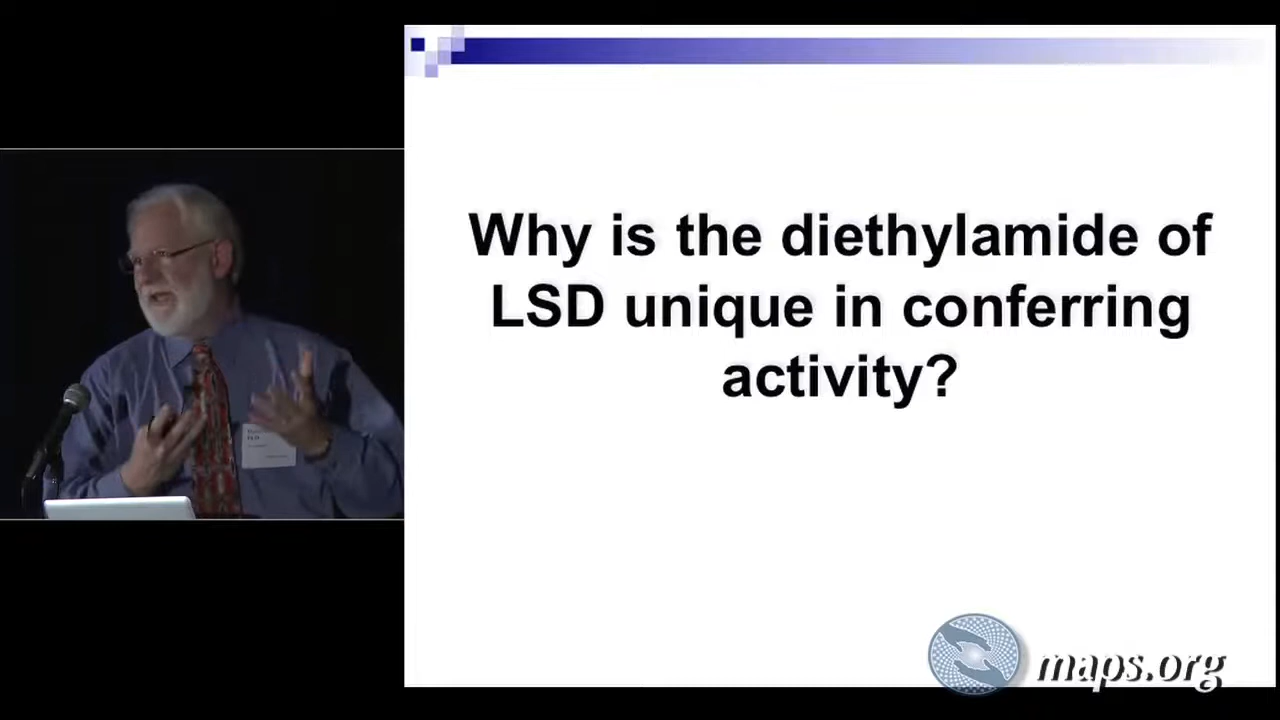 Why is the diethylamide of
LSD unique in conferring
activity?
maps.org